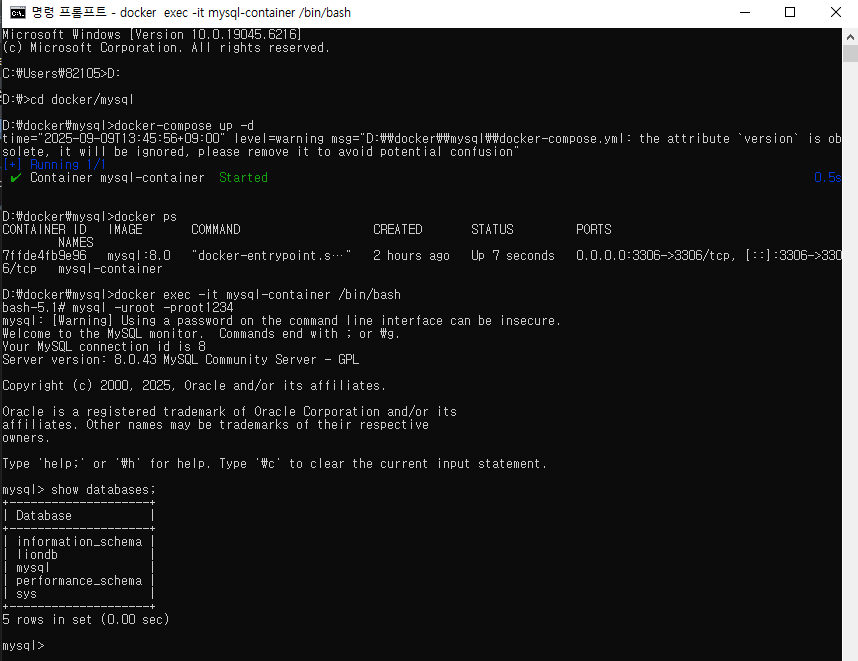 명령 프롬프트 - docker  exec -it mysql-container /bin/bash
Microsoft Windows [Version 10.0.19045.6216]
(c) Microsoft Corporation. All rights reserved.
C:₩Users₩82105>D:
D:₩>cd docker/mysql
D:₩docker₩mysql>docker-compose up -d
time="2025-09-09T13:45:56+09:00" level=warning msg="D:₩₩docker₩₩mysql₩₩docker-compose.yml: the attribute `version` is ob
solete, it will be ignored, please remove it to avoid potential confusion"
[+] Running 1/1
✔ Container mysql-container  Started 0.5s
D:₩docker₩mysql>docker ps
CONTAINER ID   IMAGE       COMMAND                   CREATED       STATUS         PORTS
NAMES
7ffde4fb9e96   mysql:8.0   "docker-entrypoint.s…"   2 hours ago   Up 7 seconds   0.0.0.0:3306->3306/tcp, [::]:3306->330
6/tcp   mysql-container
D:₩docker₩mysql>docker exec -it mysql-container /bin/bash
bash-5.1# mysql -uroot -proot1234
mysql: [Warning] Using a password on the command line interface can be insecure.
Welcome to the MySQL monitor.  Commands end with ; or ₩g.
Your MySQL connection id is 8
Server version: 8.0.43 MySQL Community Server - GPL
Copyright (c) 2000, 2025, Oracle and/or its affiliates.
Oracle is a registered trademark of Oracle Corporation and/or its
affiliates. Other names may be trademarks of their respective
owners.
Type 'help;' or '₩h' for help. Type '₩c' to clear the current input statement.
mysql> show databases;
+--------------------+
| Database           |
+--------------------+
| information_schema |
| liondb             |
| mysql              |
| performance_schema |
| sys                |
+--------------------+
5 rows in set (0.00 sec)
mysql>